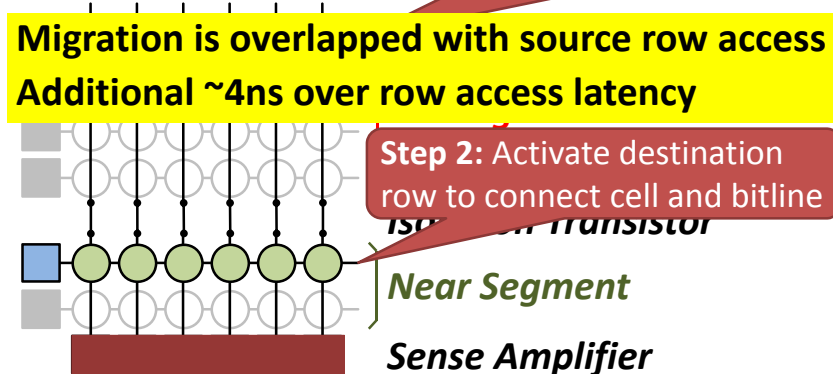 Migration is overlapped with source row access
Additional ~4ns over row access latency
Step 2: Activate destination
row to connect cell and bitline
Transistor
Near Segment
Sense Amplifier